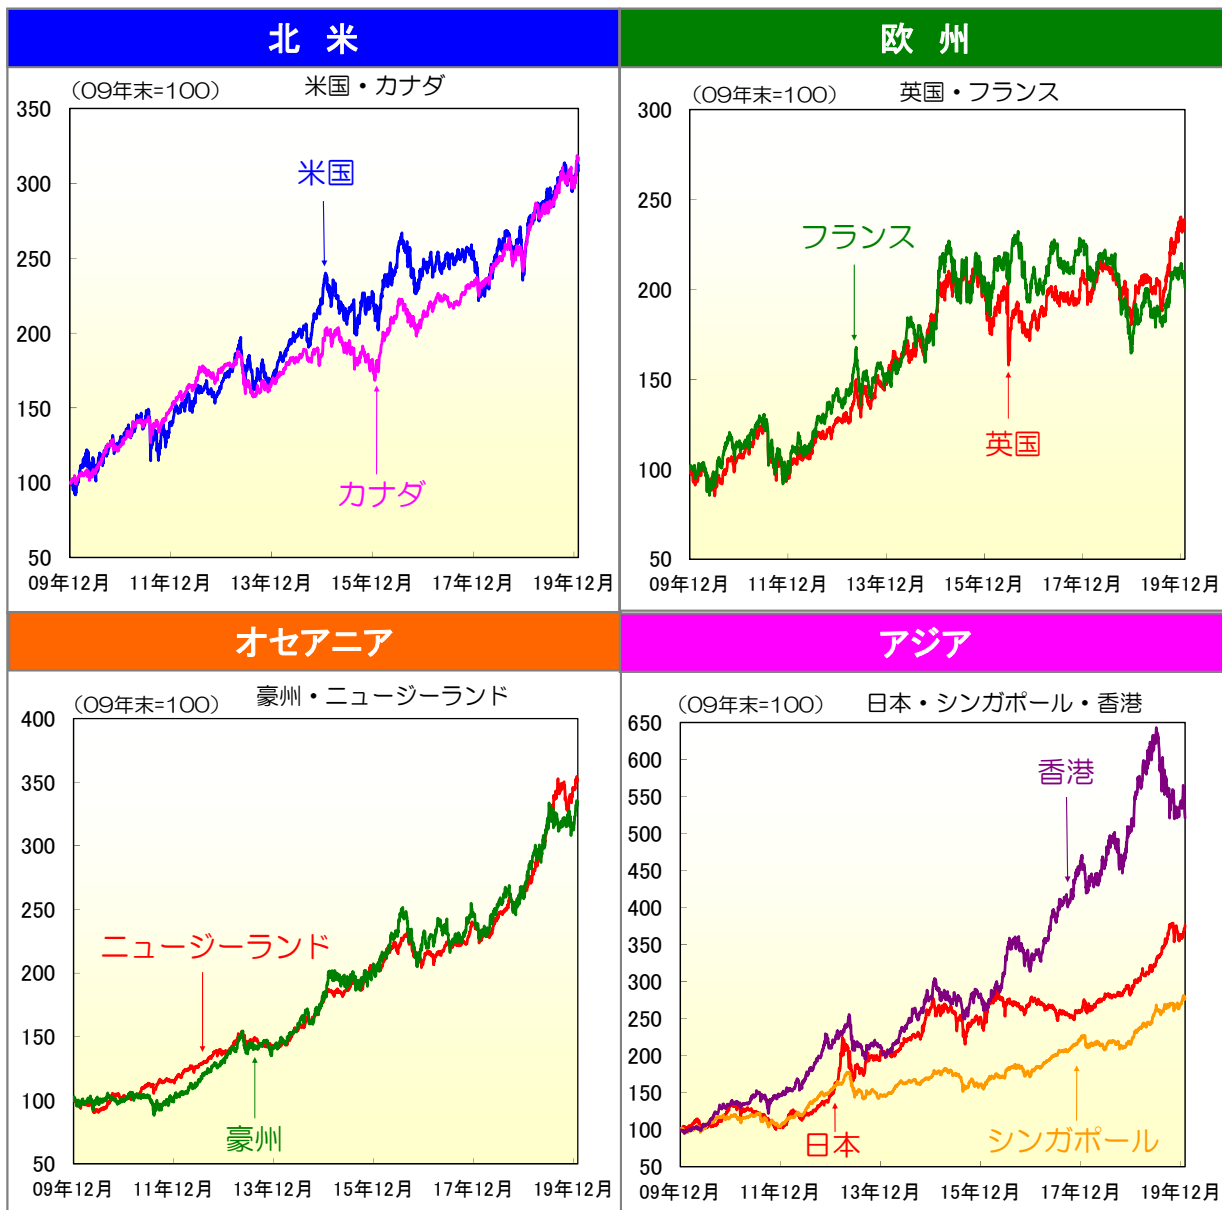 北 米
(09年末=100) 米国・カナダ
350
300
250
200
150
100
50
米国
カナダ
09年12月 11年12月 13年12月 15年12月 17年12月 19年12月
欧 州
(09年末=100) 英国・フランス
300
250
200
150
100
50
フランス
英国
09年12月 11年12月 13年12月 15年12月 17年12月 19年12月
オセアニア
(09年末=100) 豪州・ニュージーランド
400
350
300
250
200
150
100
50
ニュージーランド
豪州
09年12月 11年12月 13年12月 15年12月 17年12月 19年12月
アジア
(09年末=100) 日本・シンガポール・香港
650
600
550
500
450
400
350
300
250
200
150
100
50
香港
日本
シンガポール
09年12月 11年12月 13年12月 15年12月 17年12月 19年12月